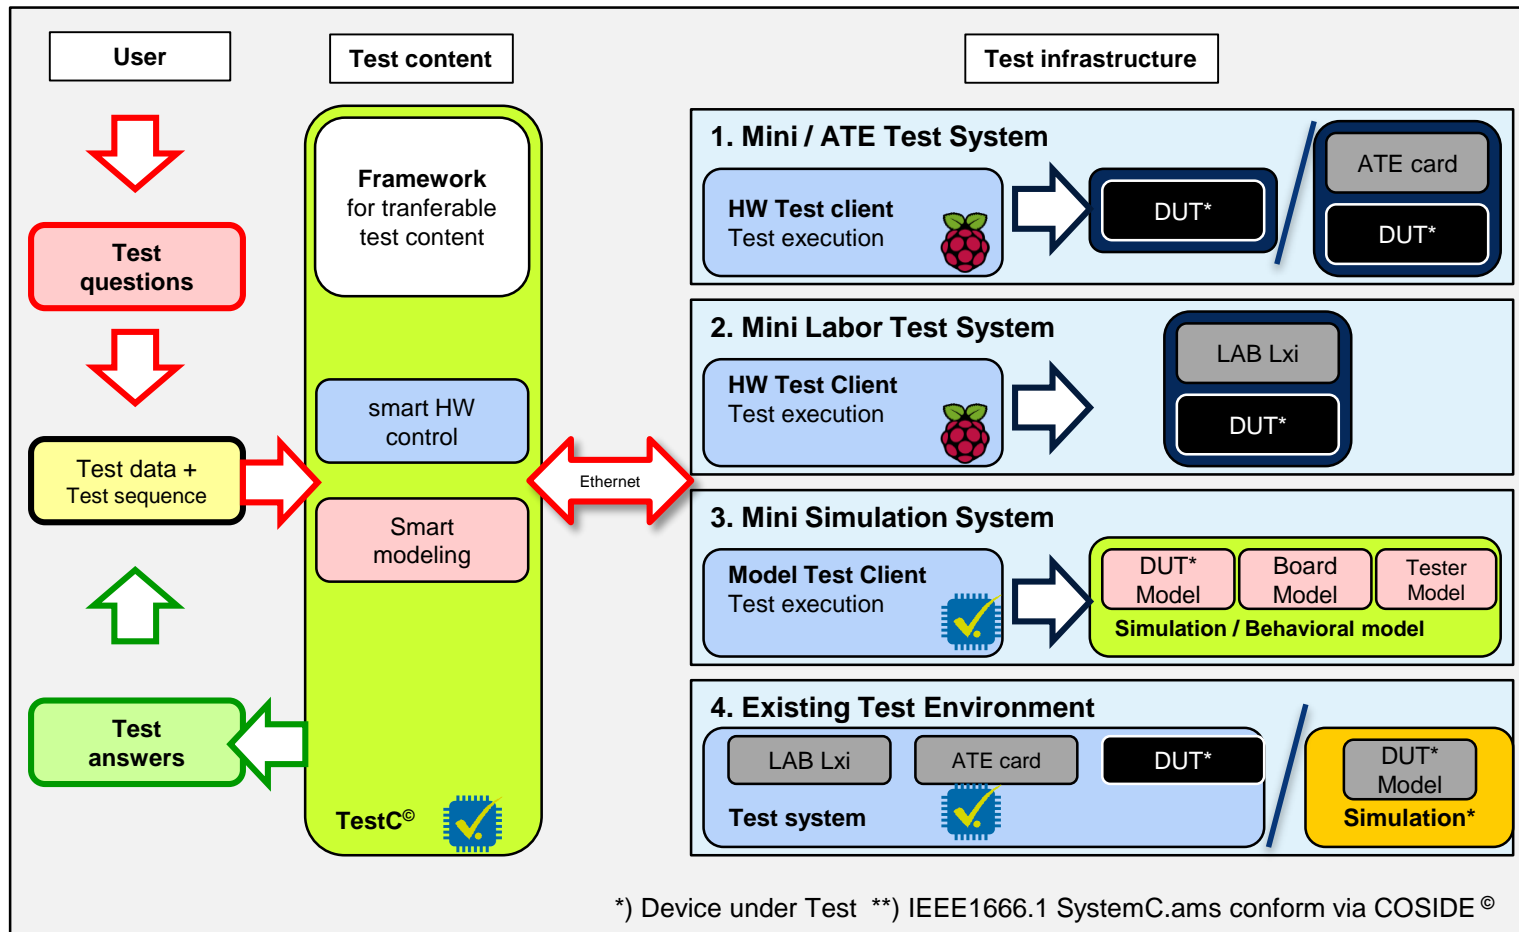 User
Test content
Test infrastructure
Test
questions
Test data +
Test sequence
Test
answers
Framework
for tranferable
test content
smart HW
control
Smart
modeling
TestC©
Ethernet
1. Mini / ATE Test System
HW Test client
Test execution
DUT*
ATE card
DUT*
2. Mini Labor Test System
HW Test Client
Test execution
LAB Lxi
DUT*
3. Mini Simulation System
Model Test Client
Test execution
DUT*
Model
Board
Model
Tester
Model
Simulation / Behavioral model
4. Existing Test Environment
LAB Lxi
ATE card
DUT*
Test system
DUT*
Model
Simulation*
*) Device under Test **) IEEE1666.1 SystemC.ams conform via COSIDE ©